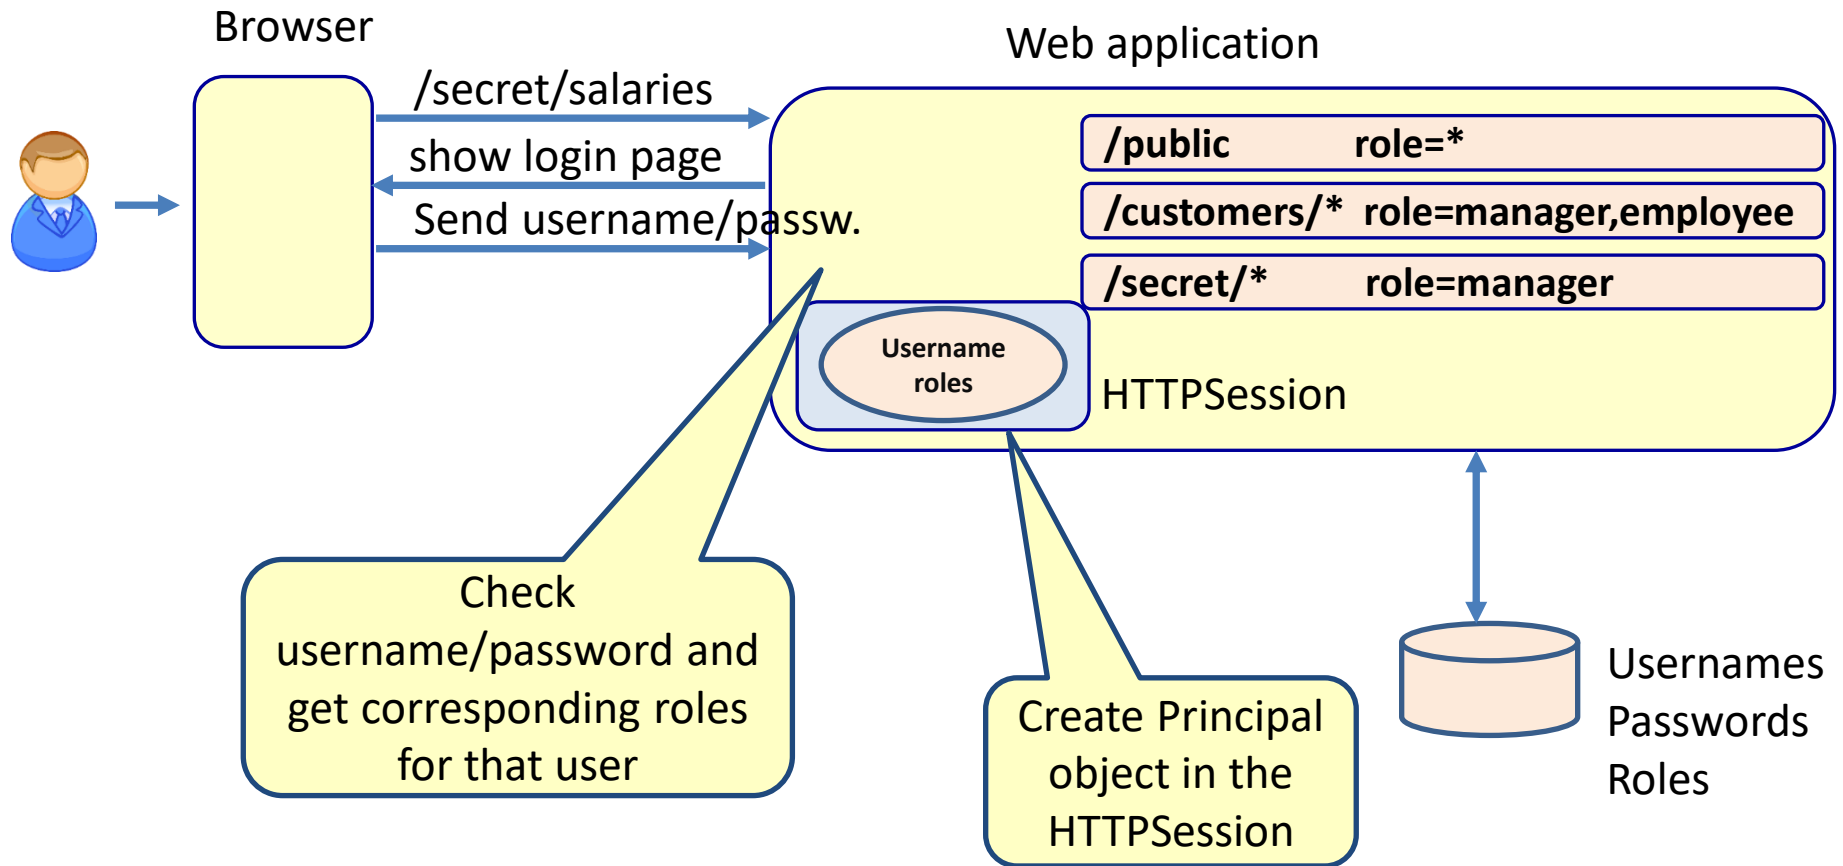 Browser
Web application
/secret/salaries
show login page
Send username/passw.
/public role=*
/customers/* role=manager,employee
/secret/* role=manager
Username
roles
HTTPSession
Check
username/password and
get corresponding roles
for that user
Create Principal
object in the
HTTPSession
Usernames
Passwords
Roles